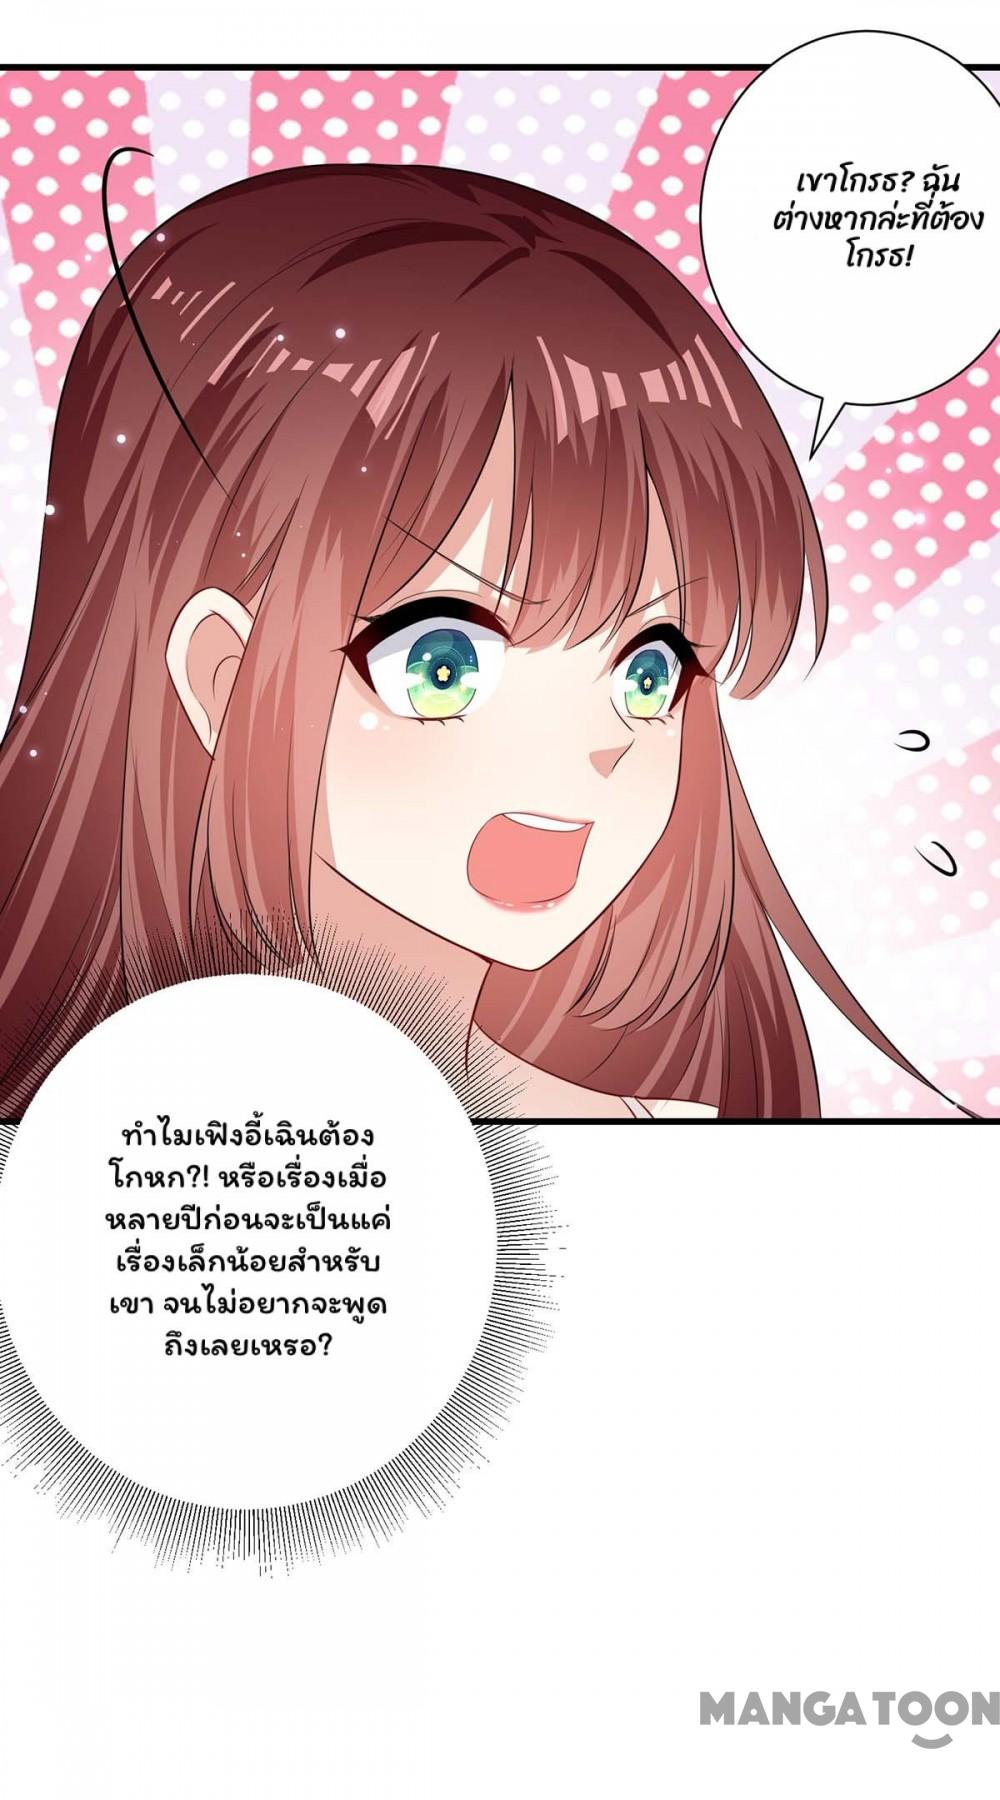 เขาโกรธ? ฉัน
ต่างหากล่ะที่ต้อง
โกรธ!
ทำไมเฟิงอี้เฉินต้อง
โกหก?! หรือเรื่องเมื่อ
หลายปีก่อนจะเป็นแค่
เรื่องเล็กน้อยสำหรับ
เขา จนไม่อยากจะพูด
ถึงเลยเหรอ?
MANGATOON